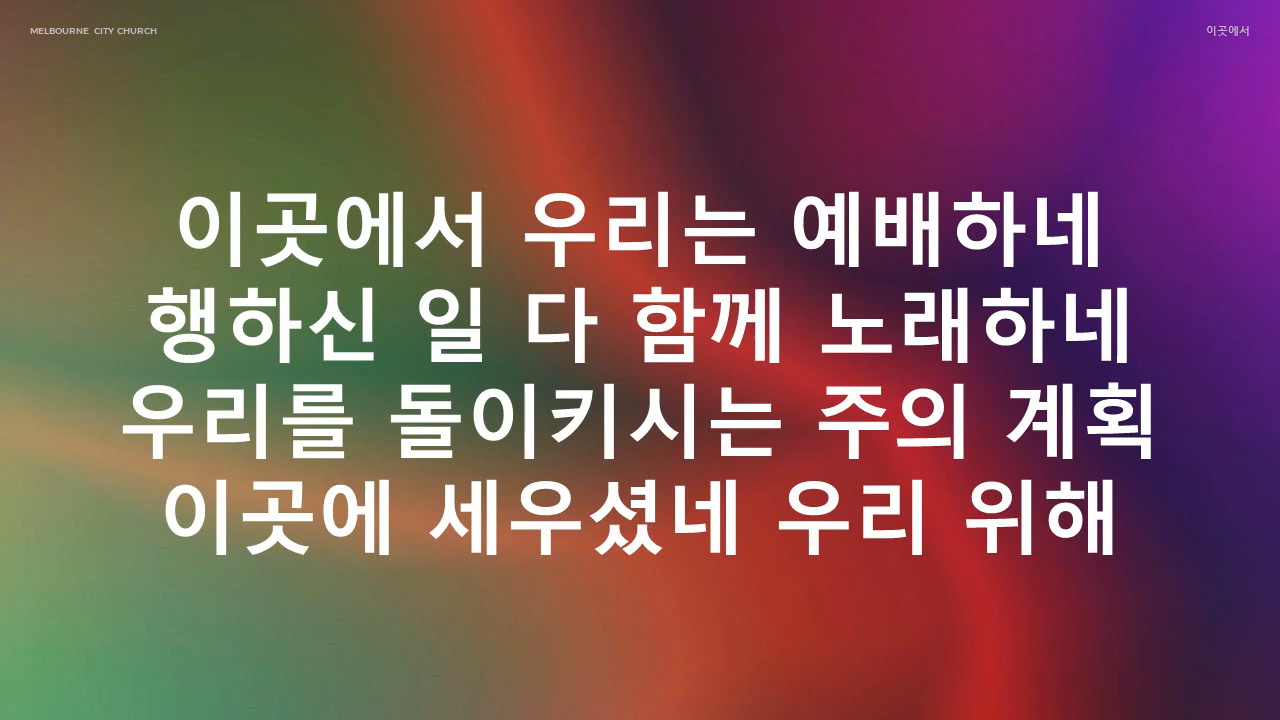 MELBOURNE CITY CHURCH
이곳에서
이곳에서 우리는 예배하네
행하신 일 다 함께 노래하네
우리를 돌이키시는 주의 계획
이곳에 세우셨네 우리 위해